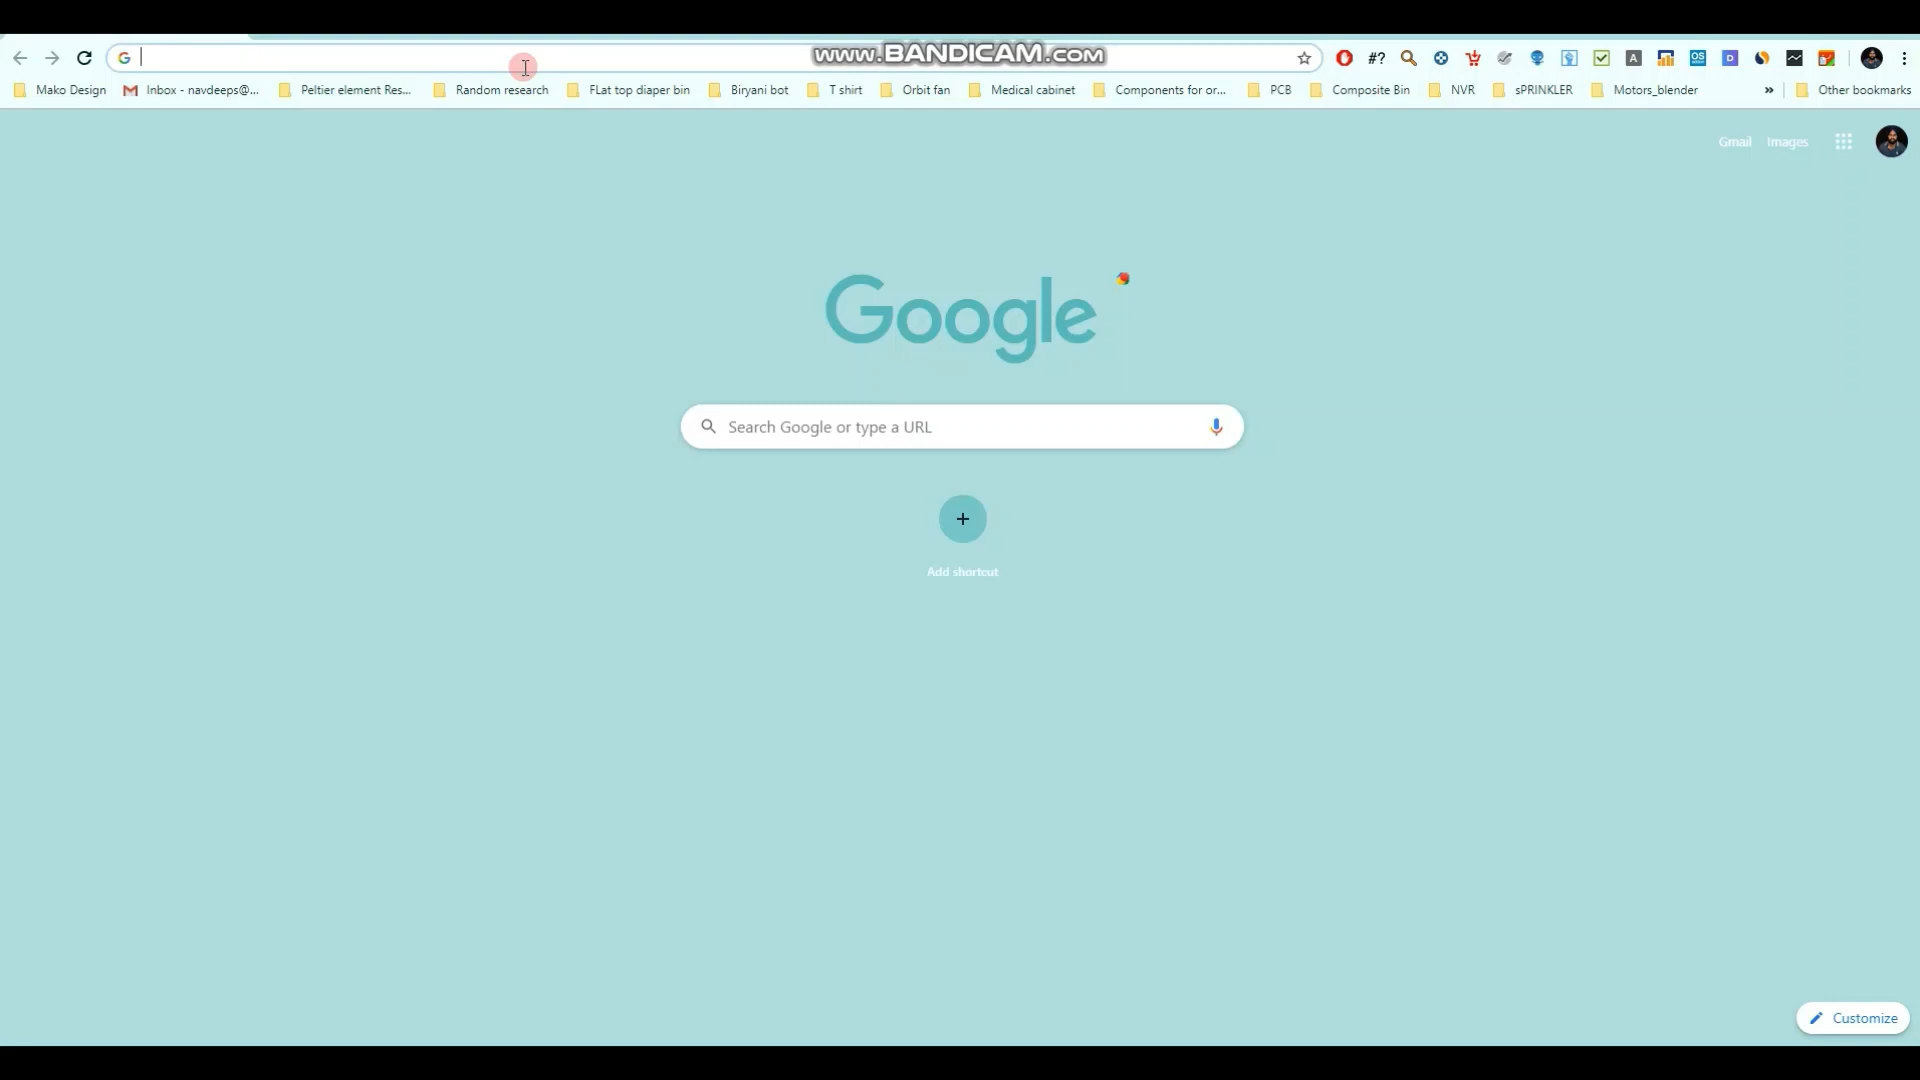 www.BANDICAM.com
#?
A
OS
D
Mako Design
Inbox - navdeeps@...
Peltier element Res...
Random research
FLat top diaper bin
Biryani bot
T shirt
Orbit fan
Medical cabinet
Components for or...
PCB
Composite Bin
NVR
sPRINKLER
Motors_blender
»
Other bookmarks
Gmail
Images
Google
Search Google or type a URL
Add shortcut
Customize